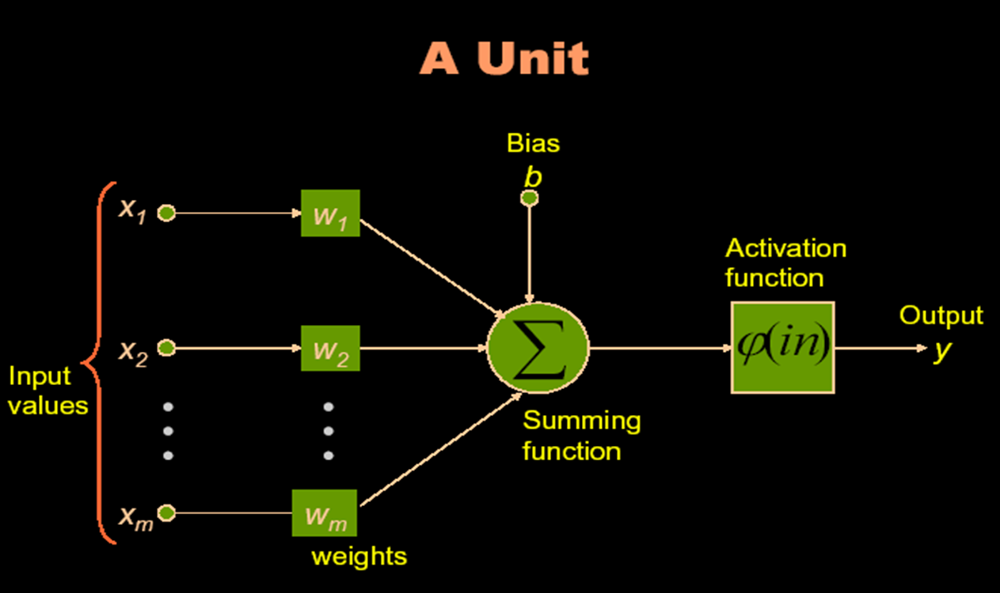 A Unit
Bias
b
x1
w1
Activation
function
Output
y
x2
w2
∑
φ(in)
Input
values
Summing
function
xm
wm
weights